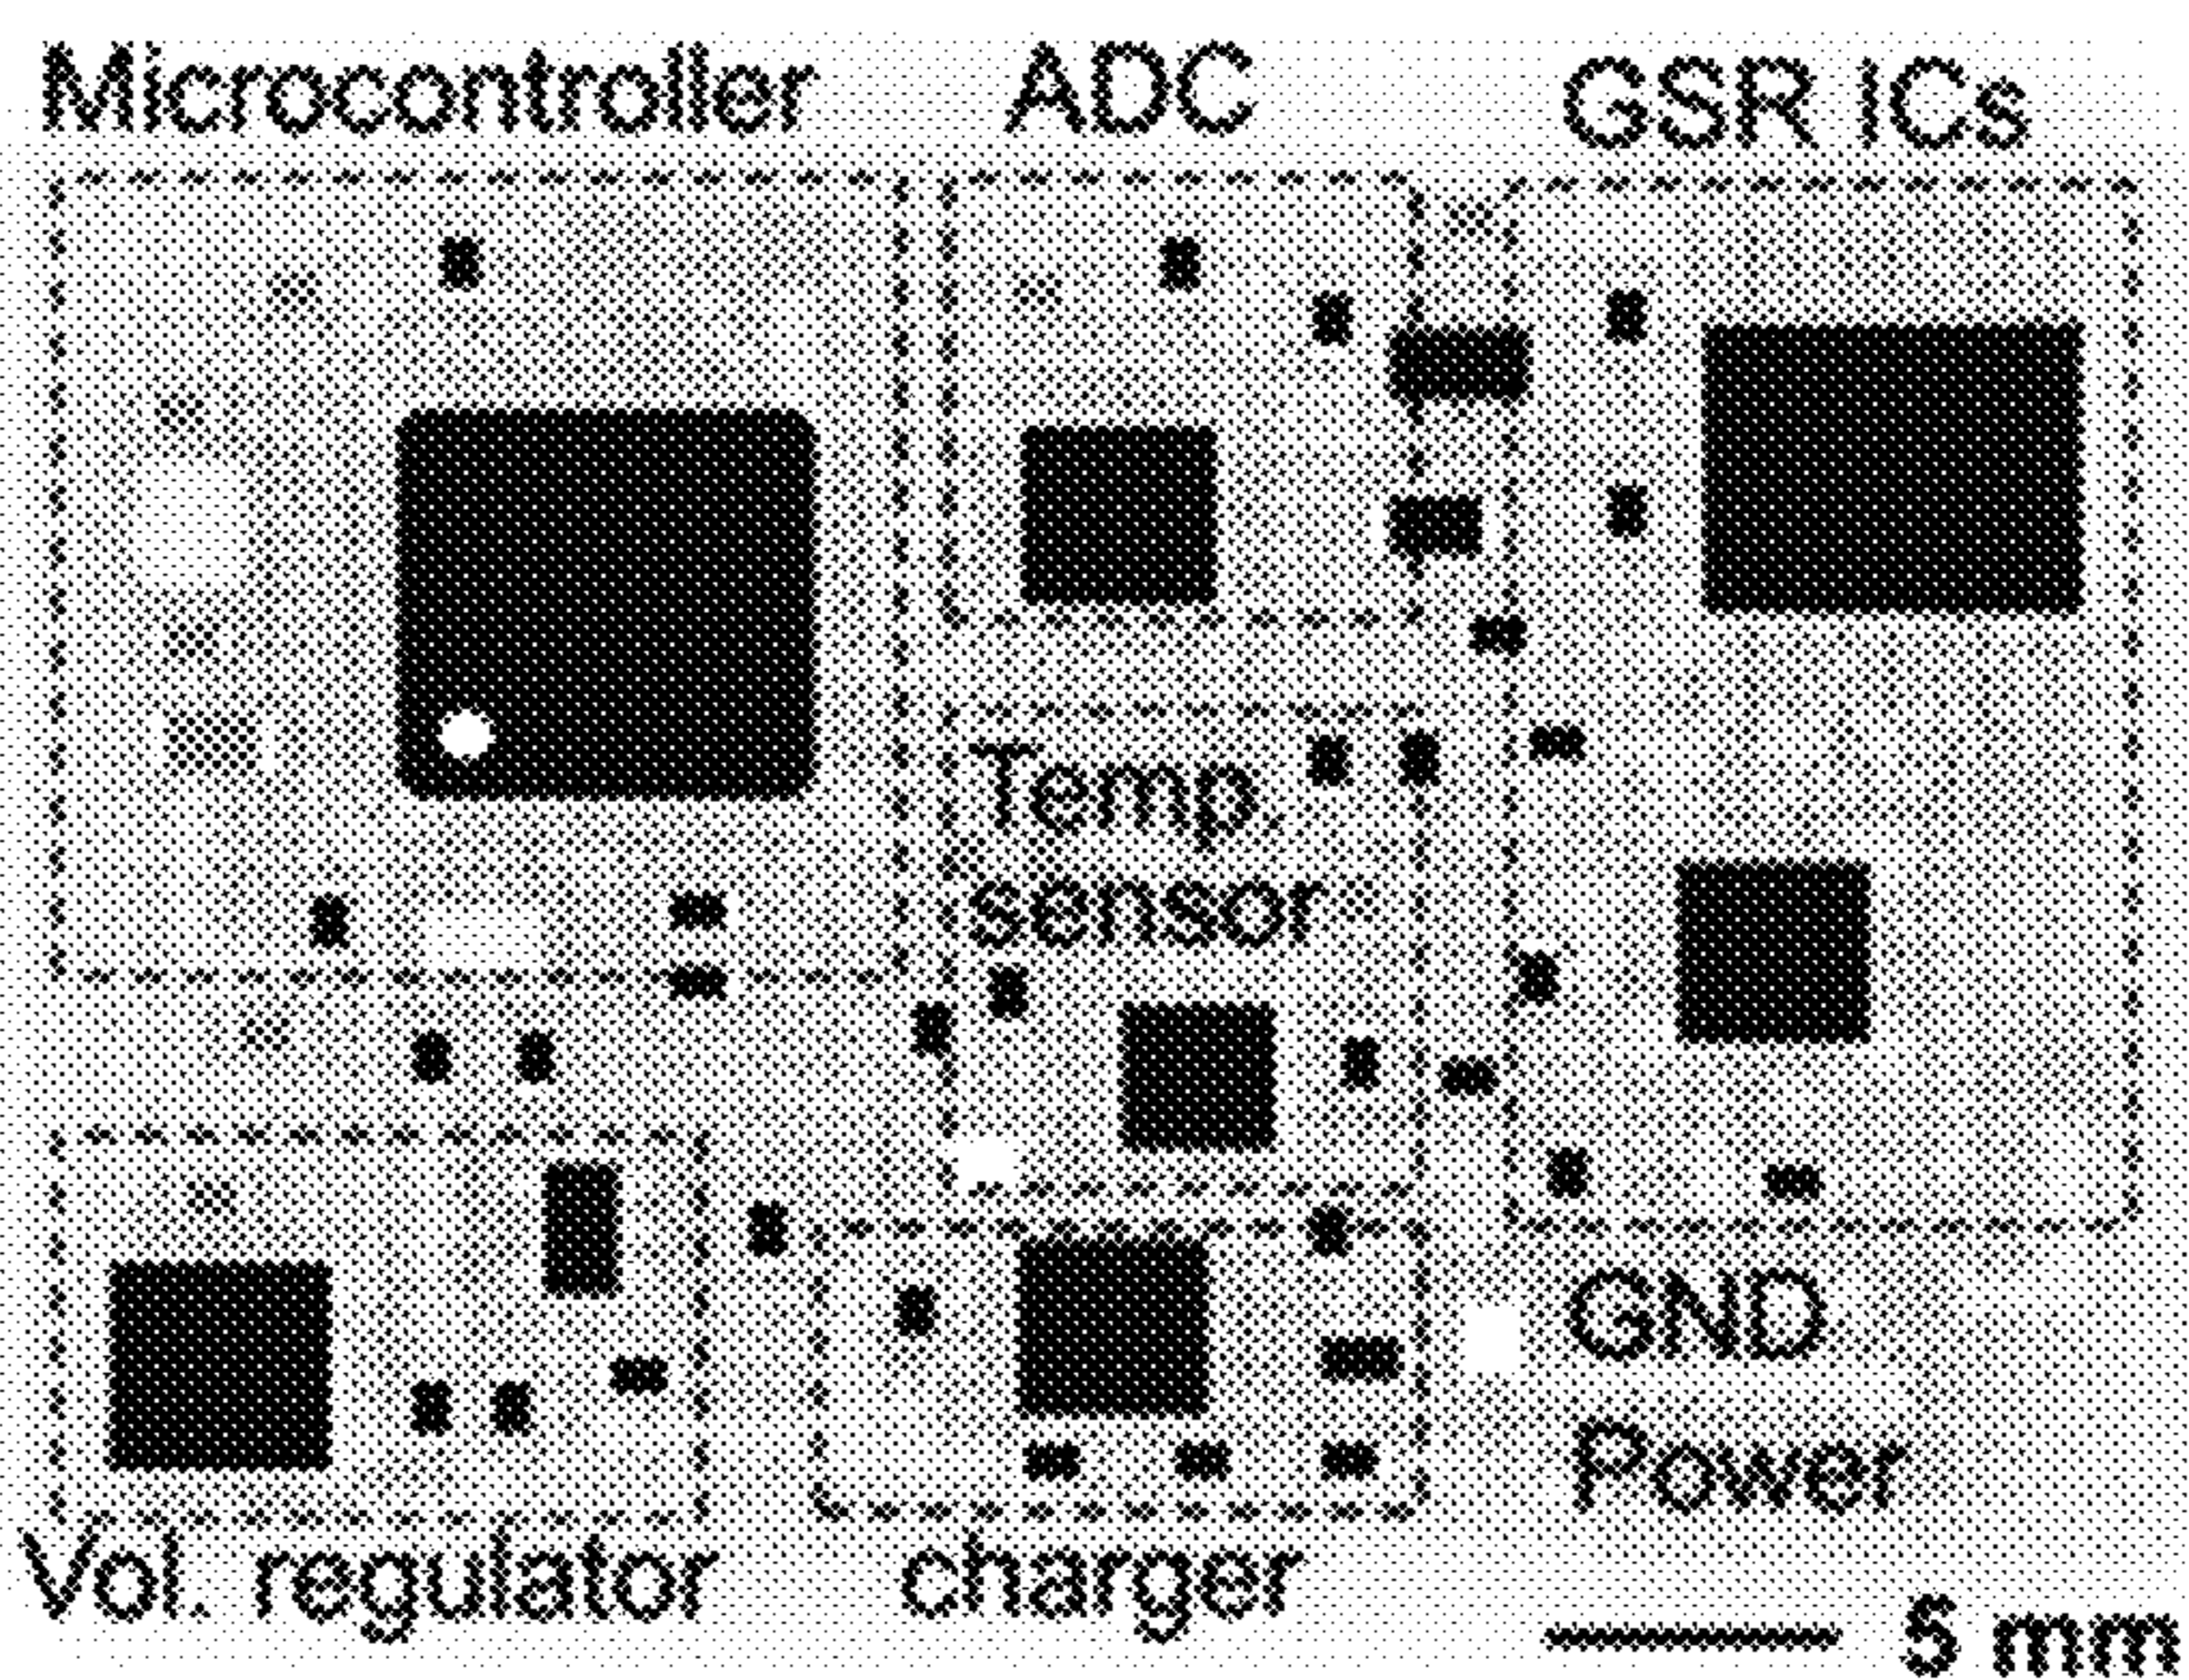 Microcontroller
ADC
GSR ICs
Temp.
sensor
GND
Power
Vol. regulator
charger
5 mm